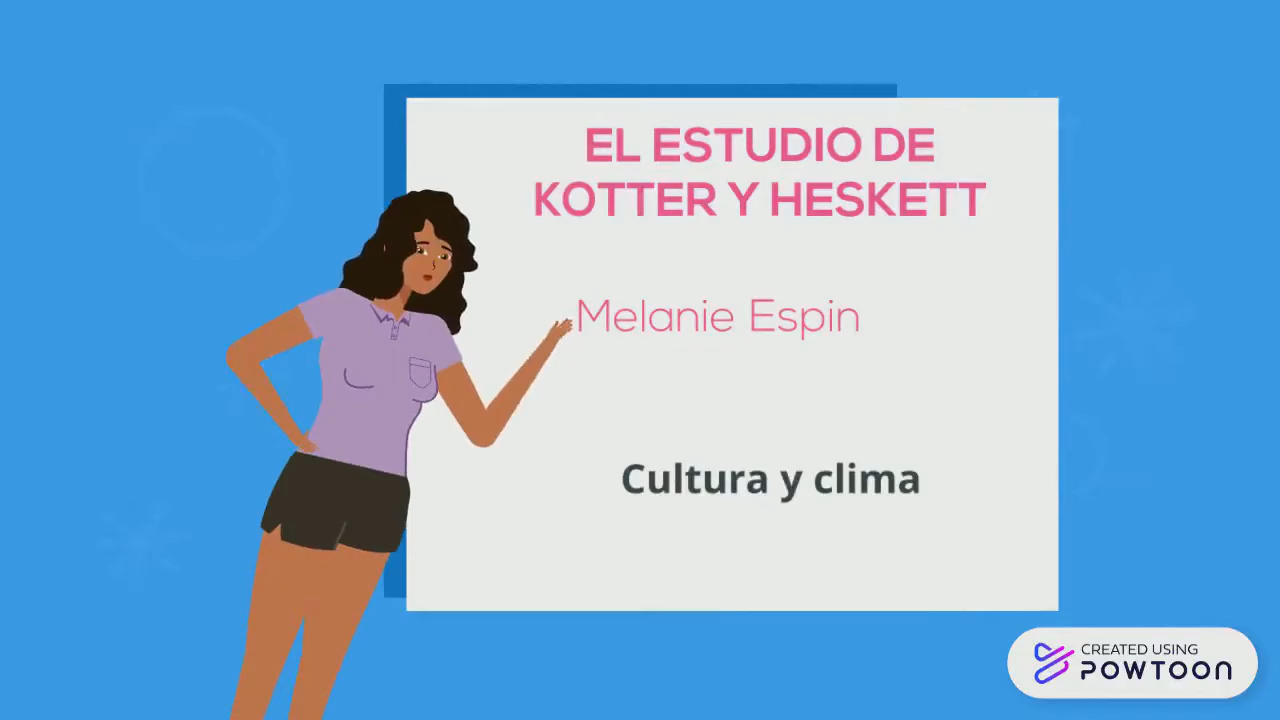 EL ESTUDIO DE
KOTTER Y HESKETT
Melanie Espin
Cultura y clima
CREATED USING
POWTOON